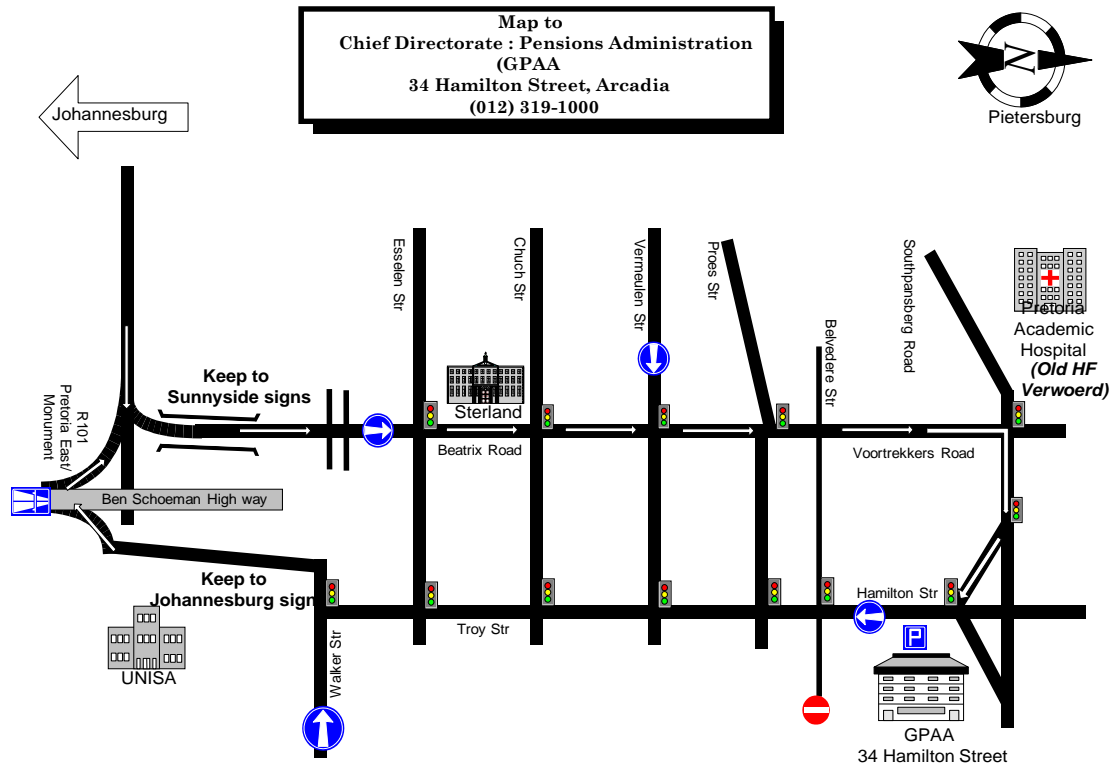 Map to
Chief Directorate : Pensions Administration
(GPAA
34 Hamilton Street, Arcadia
(012) 319-1000
N
Pietersburg
Johannesburg
Esselen Str
Chuch Str
Vermeulen Str
Proes Str
Belvedere Str
Southpansberg Road
Pretoria
Academic
Hospital
(Old HF
Verwoerd)
Keep to
Sunnyside signs
Sterland
Beatrix Road
Voortrekkers Road
R101
Pretoria East/
Monument
Ben Schoeman High way
Keep to
Johannesburg sign
Hamilton Str
Troy Str
Walker Str
UNISA
P
GPAA
34 Hamilton Street